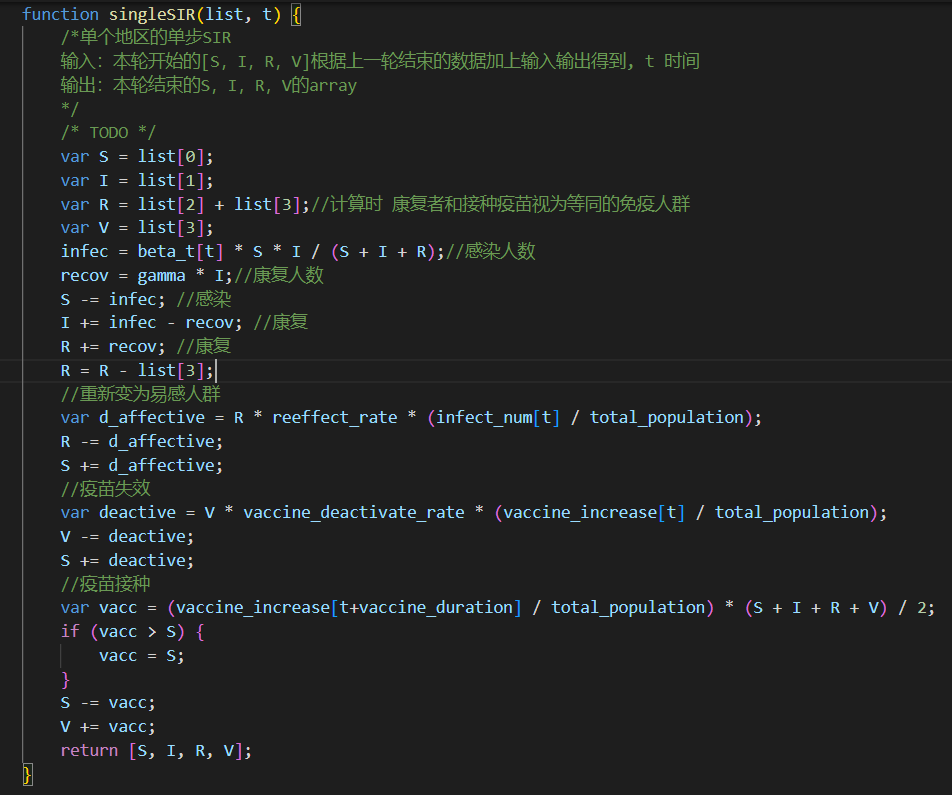 function singleSIR(list, t) {
/*单个地区的单步SIR
输入: 本轮开始的[S, I, R, V]根据上一轮结束的数据加上输入输出得到, t 时间
输出: 本轮结束的S, I, R, V的array
*/
/* TODO */
var S = list[0];
var I = list[1];
var R = list[2] + list[3];//计算时 康复者和接种疫苗视为等同的免疫人群
var V = list[3];
infec = beta_t[t] * S * I / (S + I + R);//感染人数
recov = gamma * I;//康复人数
S -= infec; //感染
I += infec - recov; //康复
R += recov; //康复
R = R - list[3];
//重新变为易感人群
var d_affective = R * reeffect_rate * (infect_num[t] / total_population);
R -= d_affective;
S += d_affective;
//疫苗失效
var deactive = V * vaccine_deactivate_rate * (vaccine_increase[t] / total_population);
V -= deactive;
S += deactive;
//疫苗接种
var vacc = (vaccine_increase[t+vaccine_duration] / total_population) * (S + I + R + V) / 2;
if (vacc > S) {
vacc = S;
}
S -= vacc;
V += vacc;
return [S, I, R, V];
}